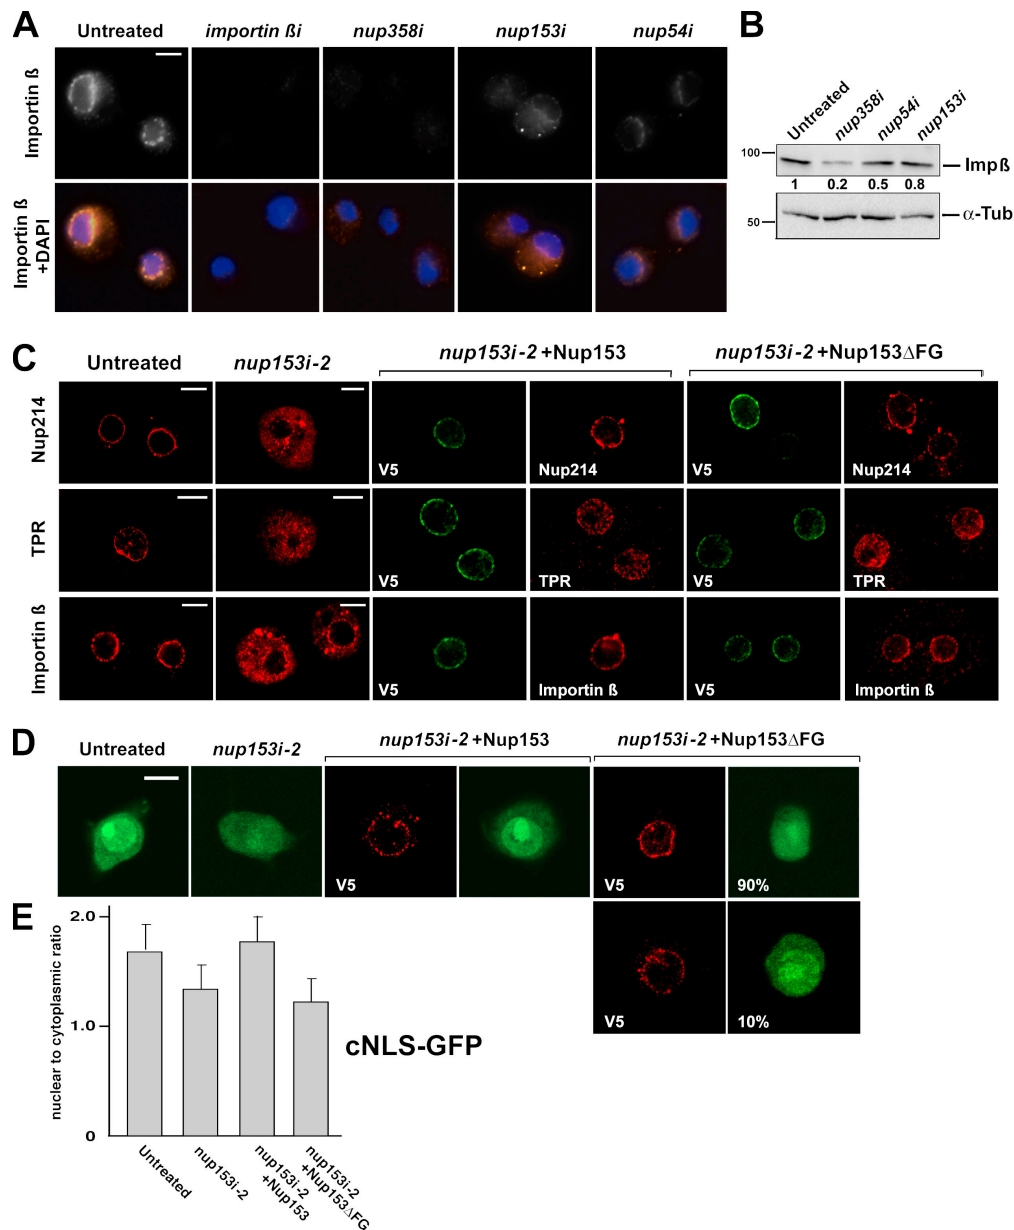 A
Untreated
importin ßi
nup358i
nup153i
nup54i
Importin ß
Importin ß
+DAPI
B
Untreated
nup358i
nup54i
nup153i
100
Impß
1 0.2 0.5 0.8
50
α-Tub
C
Untreated
nup153i-2
nup153i-2 +Nup153
nup153i-2 +Nup153ΔFG
Nup214
V5
Nup214
V5
Nup214
TPR
V5
TPR
V5
TPR
Importin ß
V5
Importin ß
V5
Importin ß
D
Untreated
nup153i-2
nup153i-2 +Nup153
nup153i-2 +Nup153ΔFG
V5
V5
90%
V5
10%
E
nuclear to cytoplasmic ratio
2.0
1.0
0
cNLS-GFP
Untreated
nup153i-2
nup153i-2
+Nup153
nup153i-2
+Nup153ΔFG